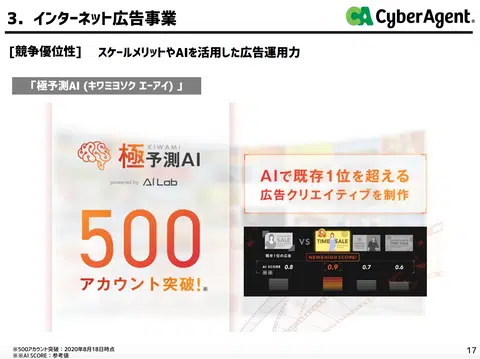 3. インターネット広告事業
CyberAgent.
[競争優位性] スケールメリットやAIを活用した広告運用力
「極予測AI (キワミヨソク エーアイ) 」
KIWAMI
極予測AI
powered by AI Lab
500
アカウント突破!※
AIで既存1位を超える
広告クリエイティブを制作
SALE VS TIME SALE
NEW&HIGH SCORE!
既存1位の広告
AI SCORE 0.8 0.9 0.7 0.6
※※
※500アカウント突破:2020年8月18日時点
※※AI SCORE:参考値
17